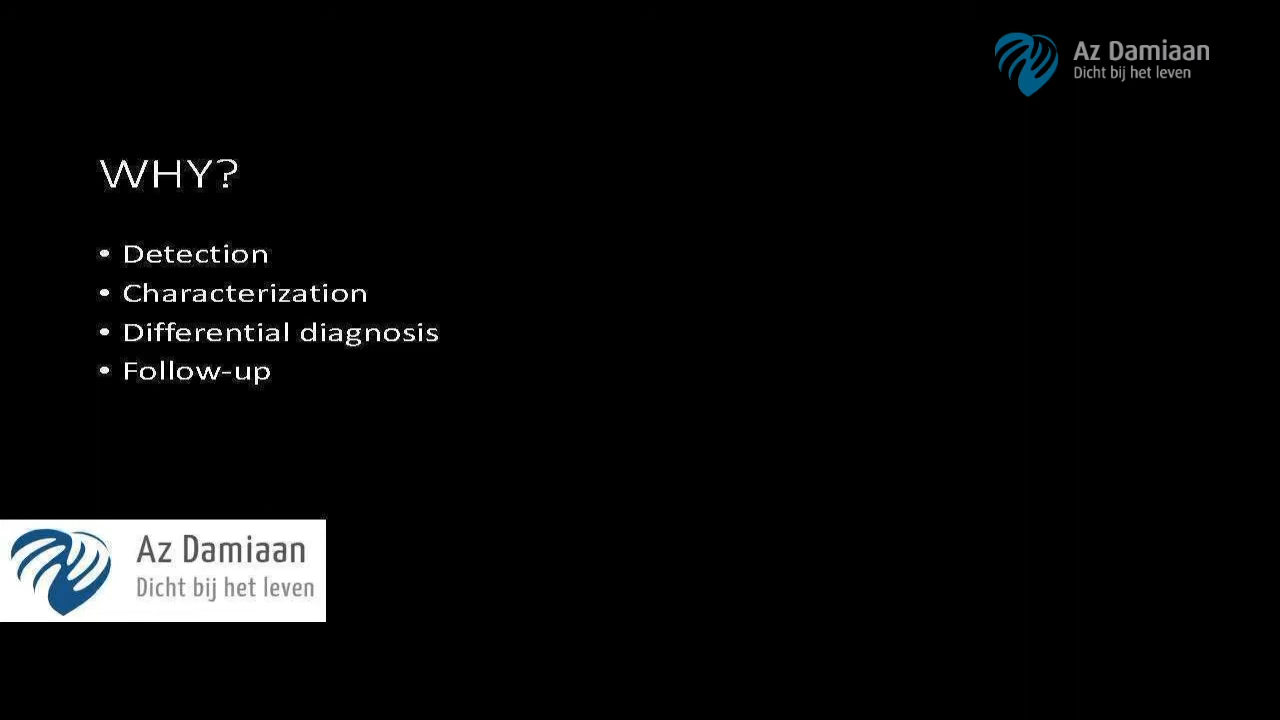 Az Damiaan
Dicht bij het leven
WHY?
• Detection
• Characterization
• Differential diagnosis
• Follow-up
Az Damiaan
Dicht bij het leven